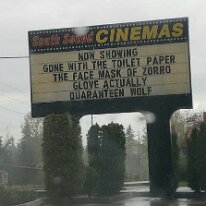 South Sound CINEMAS
NOW SHOWING
GONE WITH THE TOILET PAPER
THE FACE MASK OF ZORRO
GLOVE ACTUALLY
QUARANTEEN WOLF